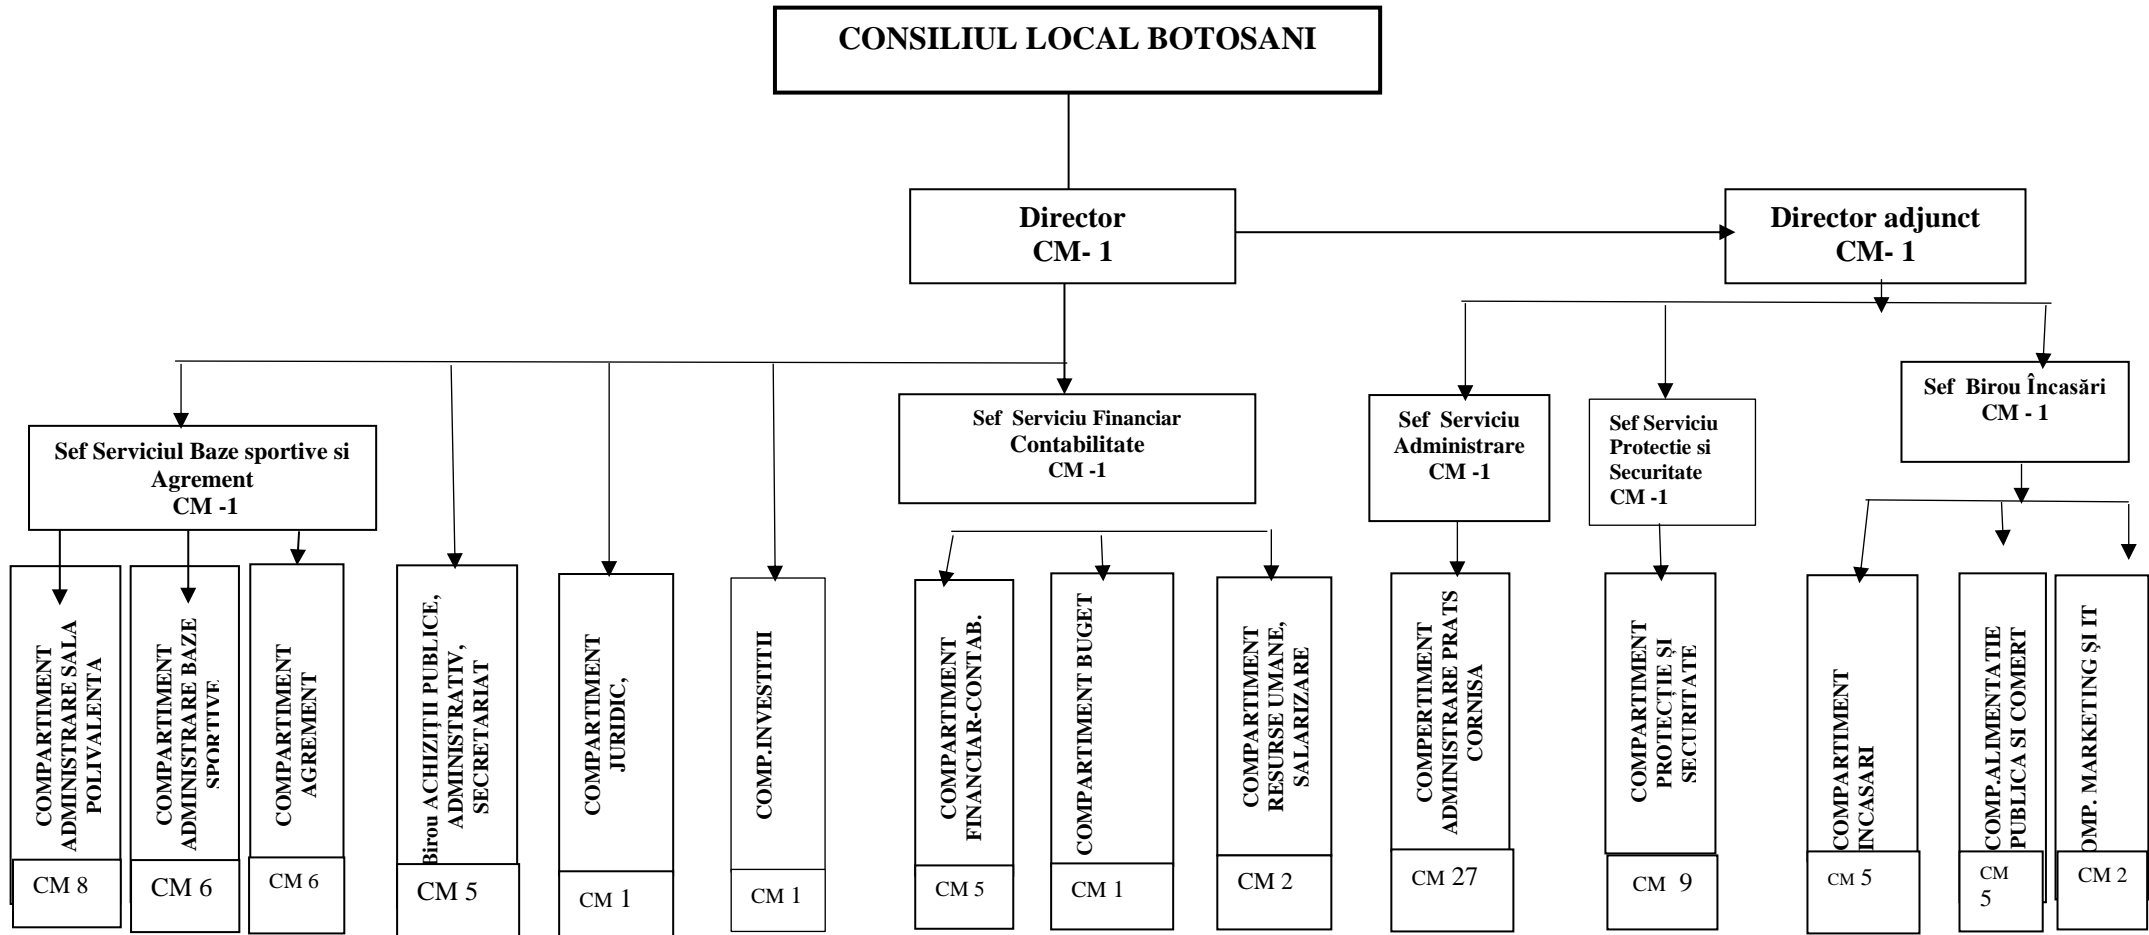 CONSILIUL LOCAL BOTOSANI
Director
CM- 1
Director adjunct
CM- 1
Sef Serviciul Baze sportive si
Agrement
CM -1
Sef Serviciu Financiar
Contabilitate
CM -1
Sef Serviciu
Administrare
CM -1
Sef Serviciu
Protectie si
Securitate
CM -1
Sef Birou Încasări
CM - 1
COMPARTIMENT
ADMINISTRARE SALA
POLIVALENTA
CM 8
COMPARTIMENT
ADMINISTRARE BAZE
SPORTIVE
CM 6
COMPARTIMENT
AGREMENT
CM 6
Birou ACHIZIȚII PUBLICE,
ADMINISTRATIV,
SECRETARIAT
CM 5
COMPARTIMENT
JURIDIC,
CM 1
COMP.INVESTITII
CM 1
COMPARTIMENT
FINANCIAR-CONTAB.
CM 5
COMPARTIMENT BUGET
CM 1
COMPARTIMENT
RESURSE UMANE,
SALARIZARE
CM 2
COMPERTIMENT
ADMINISTRARE PRATS
CORNISA
CM 27
COMPARTIMENT
PROTECȚIE ȘI
SECURITATE
CM 9
COMPARTIMENT
INCASARI
CM 5
COMP.ALIMENTATIE
PUBLICA SI COMERT
CM
5
OMP. MARKETING ȘI IT
CM 2